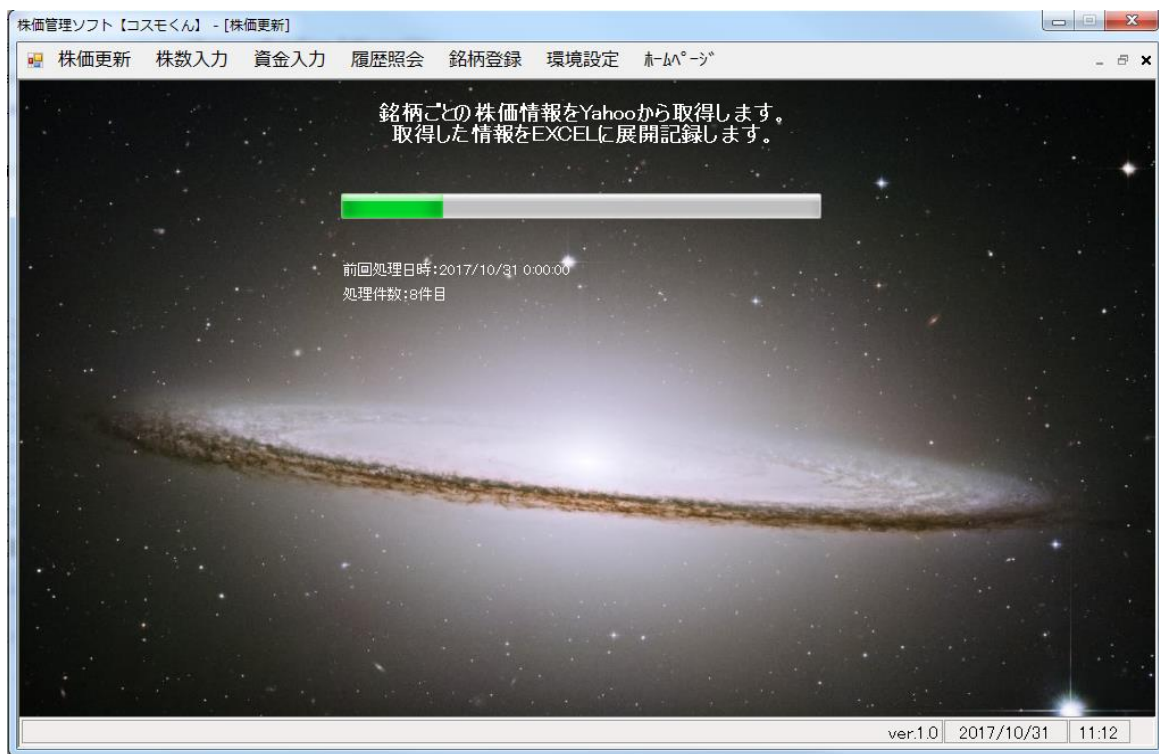 株価管理ソフト【コスモくん】 - [株価更新]
株価更新 株数入力 資金入力 履歴照会 銘柄登録 環境設定 ﾎｰﾑﾍﾟｰｼﾞ
銘柄ごとの株価情報をYahooから取得します。
取得した情報をEXCELに展開記録します。
前回処理日時:2017/10/31 0:00:00
処理件数:8件目
ver.1.0 2017/10/31 11:12